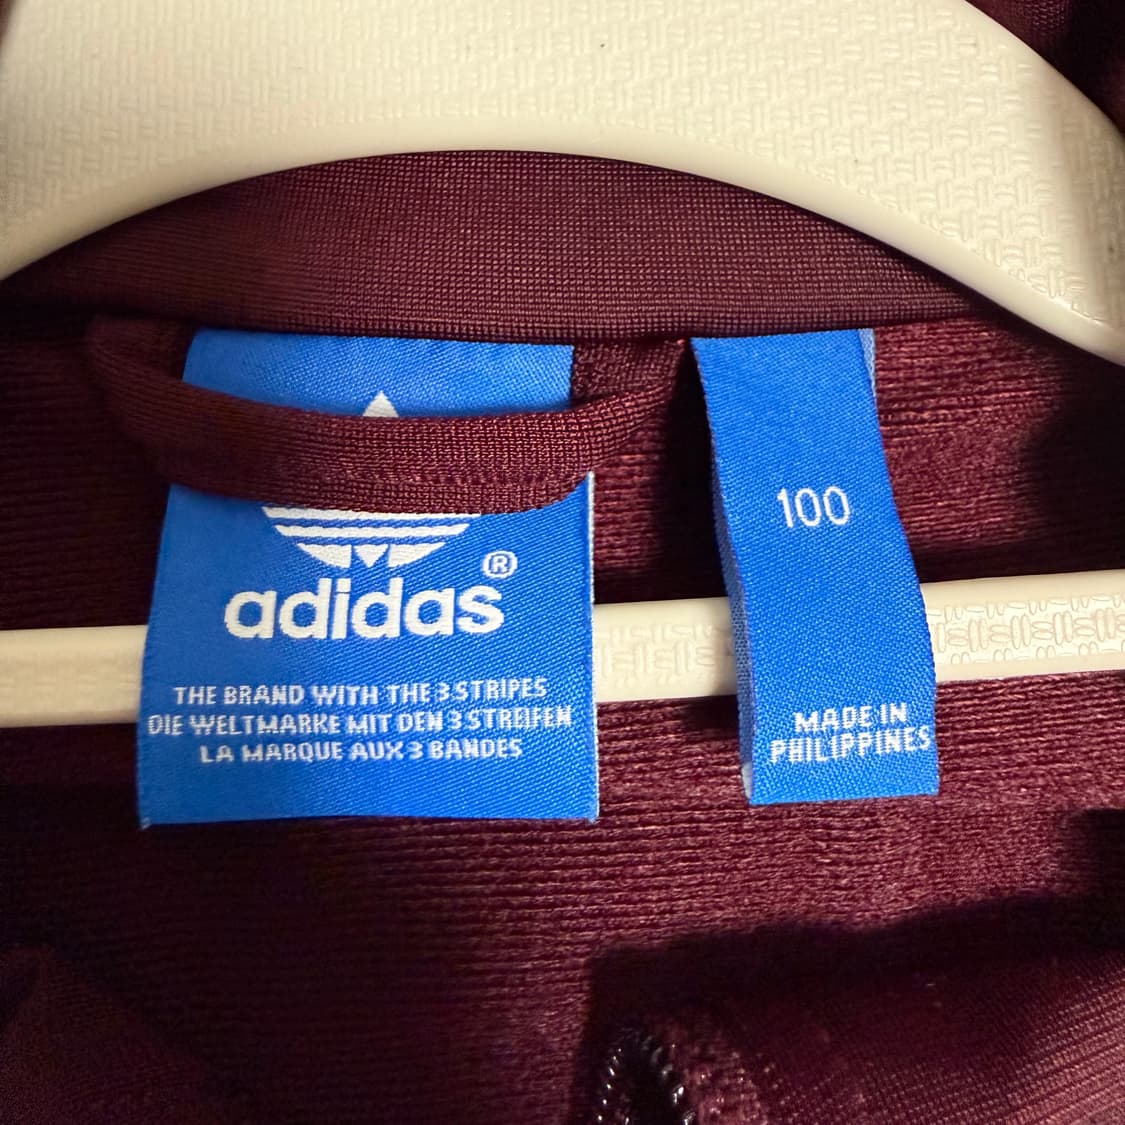 adidas®
THE BRAND WITH THE 3 STRIPES
DIE WELTMARKE MIT DEN 3 STREIFEN
LA MARQUE AUX 3 BANDES
100
MADE IN
PHILIPPINES